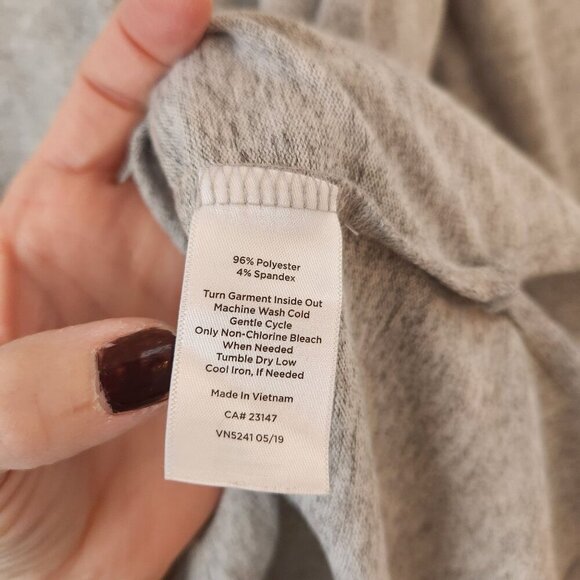 96% Polyester
4% Spandex
Turn Garment Inside Out
Machine Wash Cold
Gentle Cycle
Only Non-Chlorine Bleach
When Needed
Tumble Dry Low
Cool Iron, If Needed
Made In Vietnam
CA# 23147
VN5241 05/19